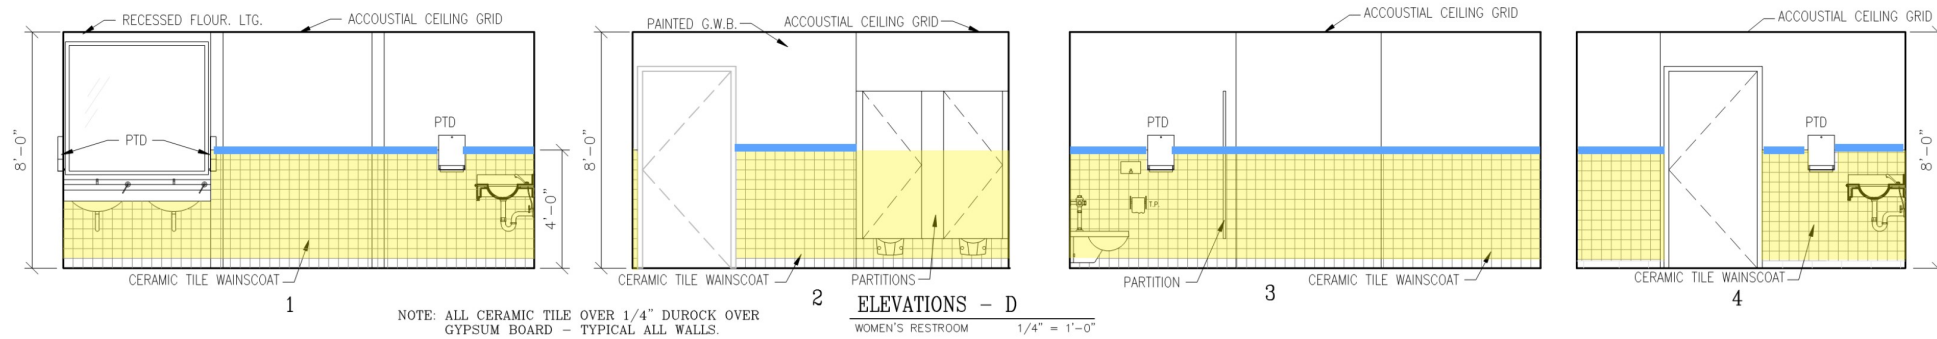 RECESSED FLOUR. LTG.
ACCOUSTIAL CEILING GRID
8'-0"
PTD
PTD
4'-0"
CERAMIC TILE WAINSCOAT
1
PAINTED G.W.B.
ACCOUSTIAL CEILING GRID
8'-0"
CERAMIC TILE WAINSCOAT
PARTITIONS
2
ACCOUSTIAL CEILING GRID
PTD
T.P.
PARTITION
CERAMIC TILE WAINSCOAT
3
ACCOUSTIAL CEILING GRID
PTD
8'-0"
CERAMIC TILE WAINSCOAT
4
NOTE: ALL CERAMIC TILE OVER 1/4" DUROCK OVER
GYPSUM BOARD – TYPICAL ALL WALLS.
ELEVATIONS – D
WOMEN'S RESTROOM 1/4" = 1'-0"